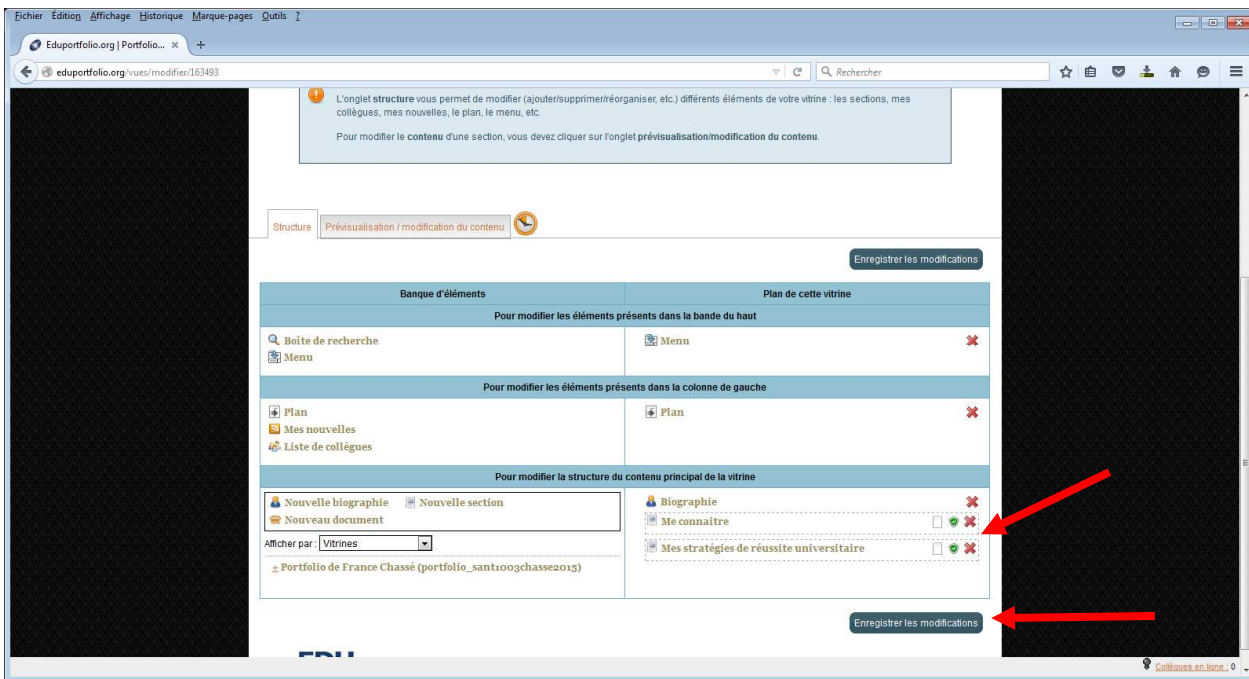 Fichier Édition Affichage Historique Marque-pages Outils ?
Eduportfolio.org | Portfolio... × +
eduportfolio.org/vues/modifier/163493 Rechercher
L'onglet structure vous permet de modifier (ajouter/supprimer/réorganiser, etc.) différents éléments de votre vitrine : les sections, mes
collègues, mes nouvelles, le plan, le menu, etc.
Pour modifier le contenu d'une section, vous devez cliquer sur l'onglet prévisualisation/modification du contenu.
Structure Prévisualisation / modification du contenu
Enregistrer les modifications
Banque d'éléments Plan de cette vitrine
Pour modifier les éléments présents dans la bande du haut
Boîte de recherche Menu
Menu
Pour modifier les éléments présents dans la colonne de gauche
Plan Plan
Mes nouvelles
Liste de collègues
Pour modifier la structure du contenu principal de la vitrine
Nouvelle biographie Nouvelle section Biographie
Nouveau document Me connaitre
Afficher par : Vitrines Mes stratégies de réussite universitaire
+ Portfolio de France Chassé (portfolio_sant1003chasse2015)
Enregistrer les modifications
EDU
Collègues en ligne : 0